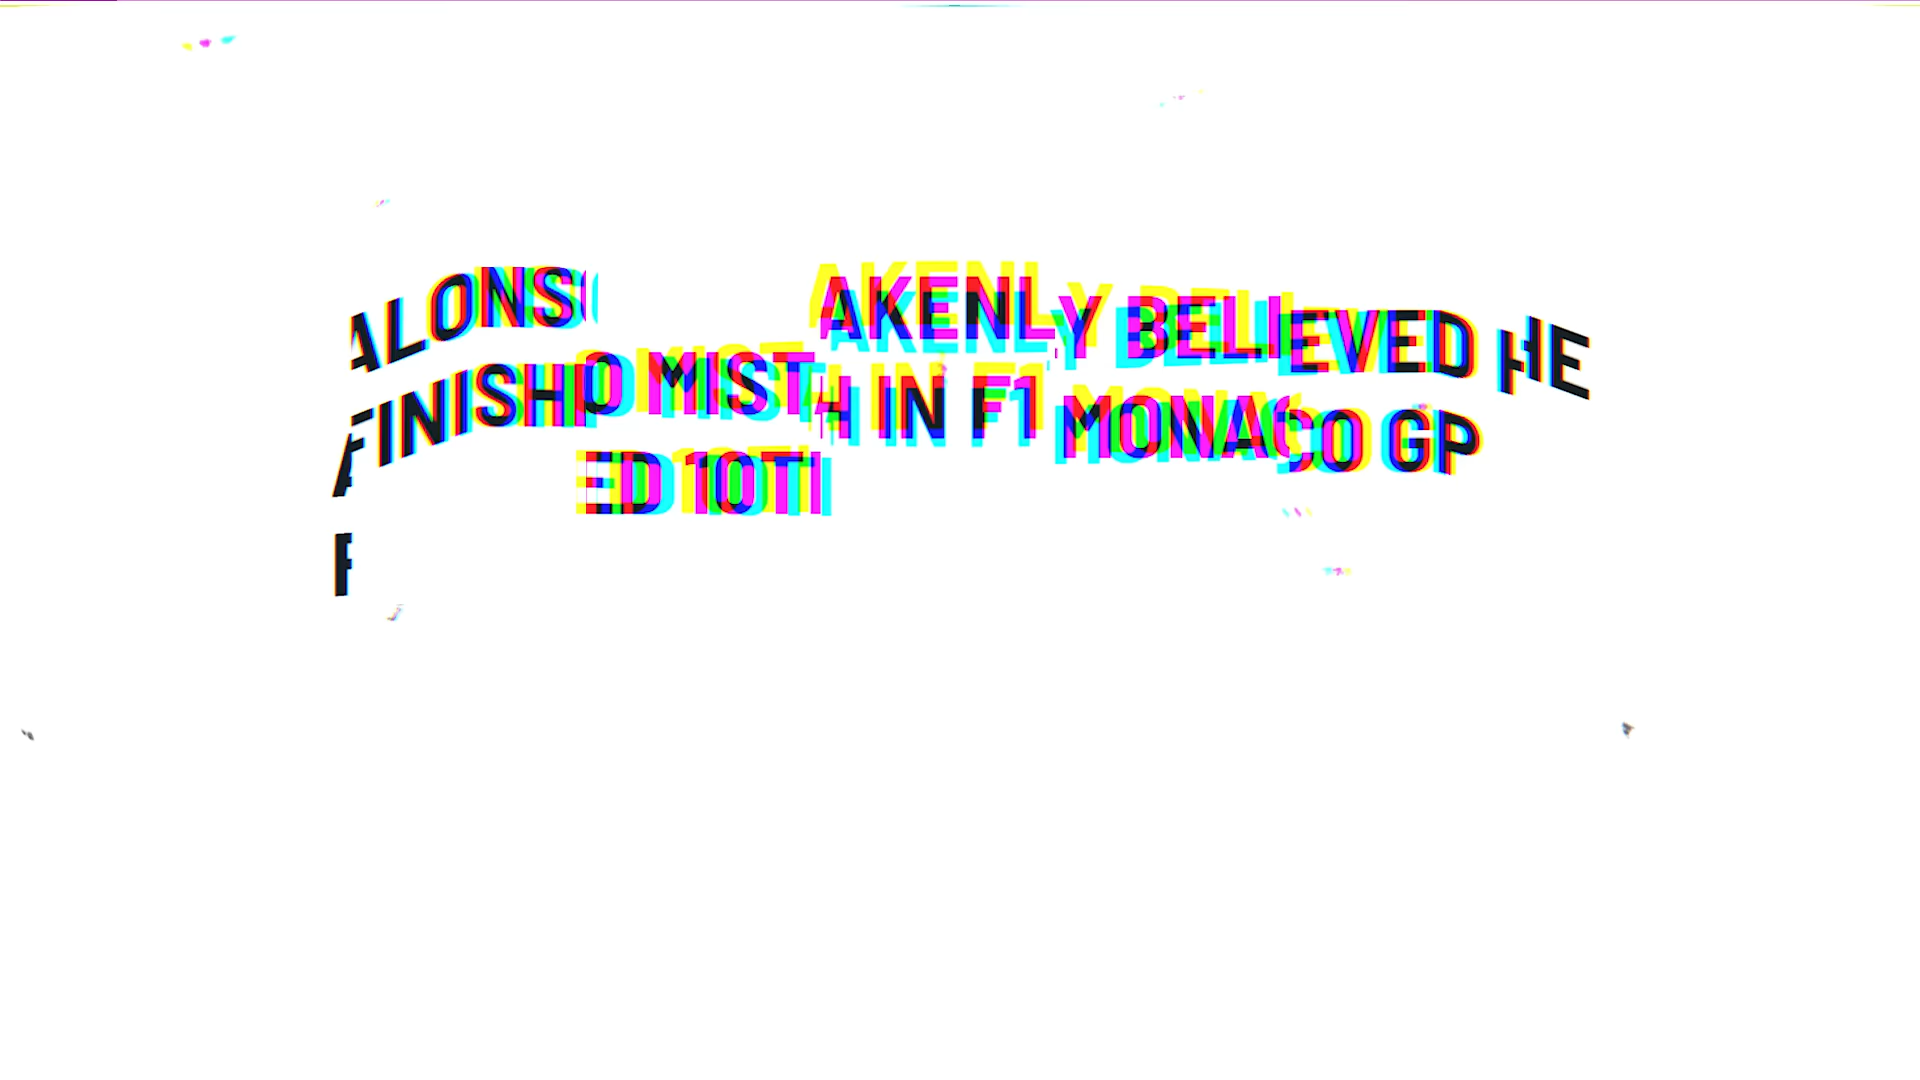 ALONSO MISTAKENLY BELIEVED HE
FINISHED 10TH IN F1 MONACO GP